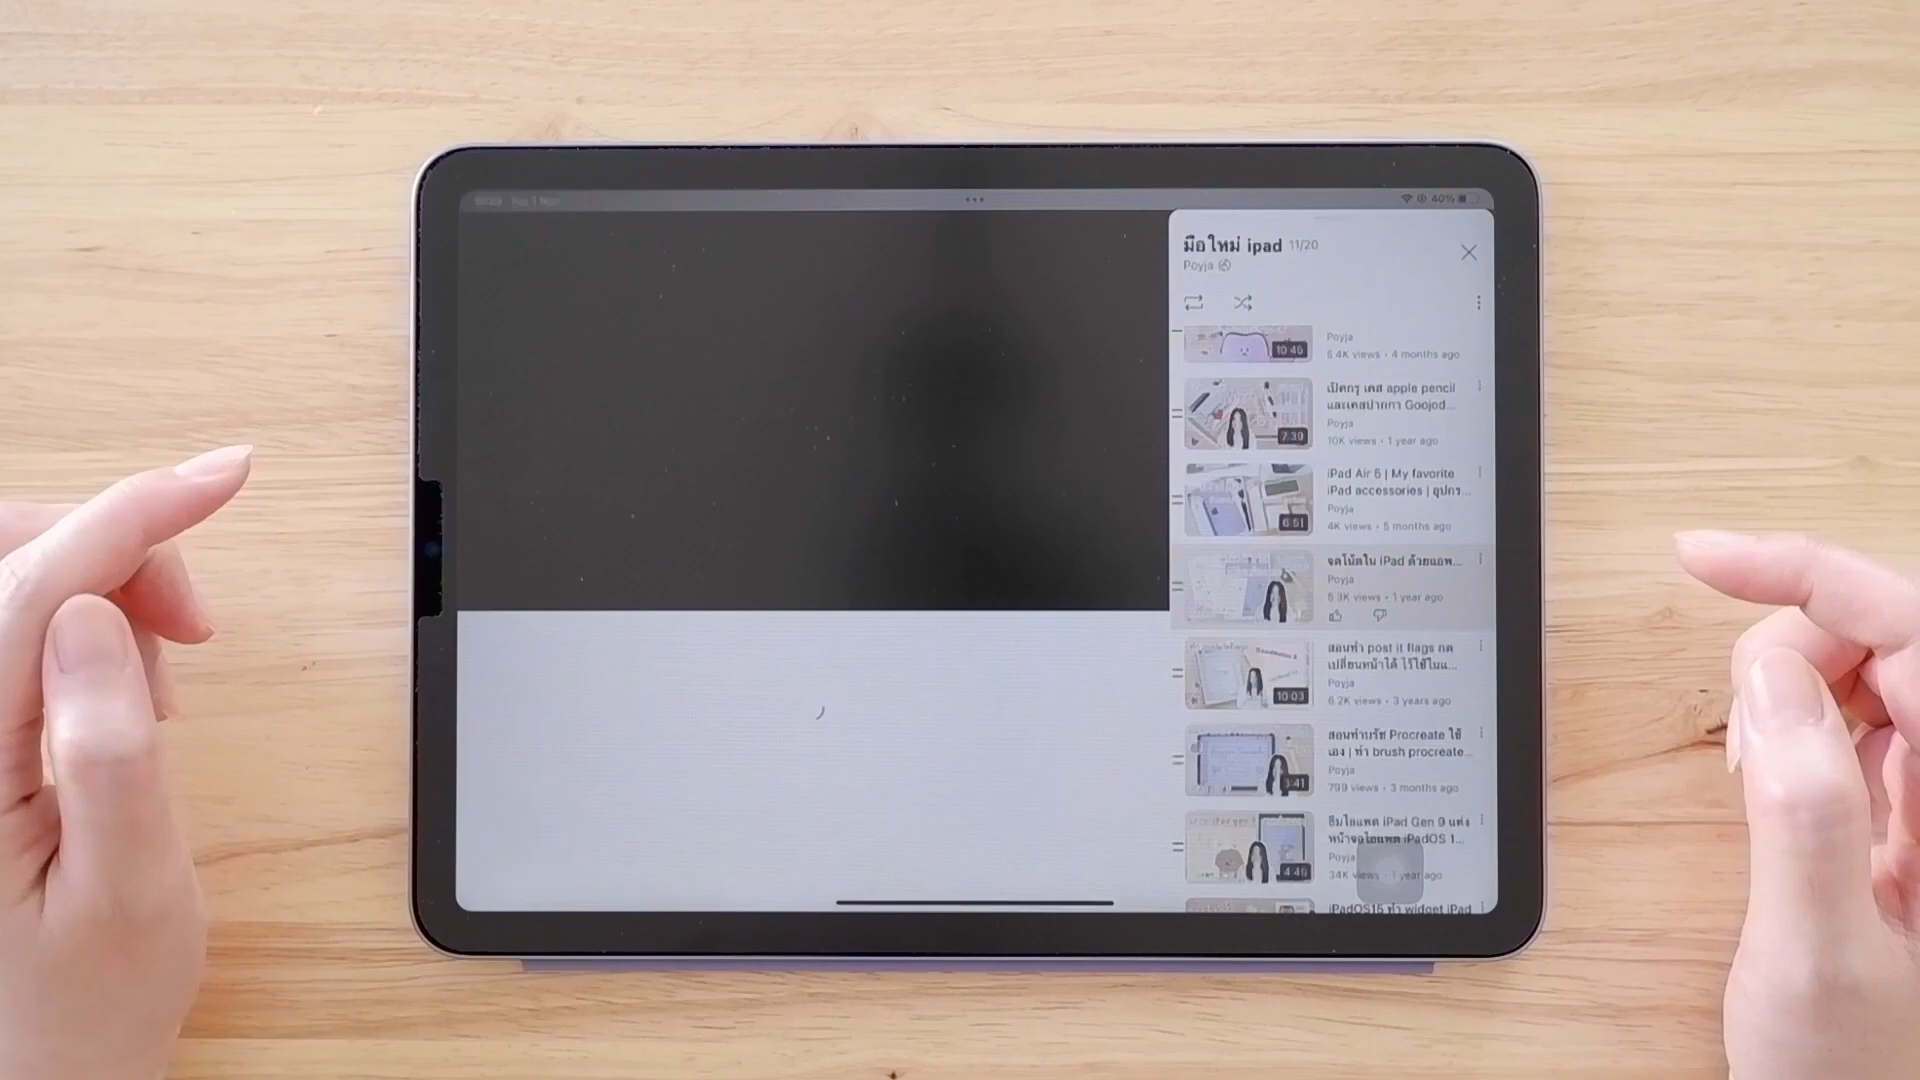 40%
มือใหม่ ipad 11/20
Poyja
10:46
Poyja
6.4K views · 4 months ago
เปิดกรุ เคส apple pencil
และเคสปากกา Goojod...
Poyja
10K views · 1 year ago
7:39
iPad Air 5 | My favorite
iPad accessories | อุปกร...
Poyja
4K views · 5 months ago
6:51
จดโน้ตใน iPad ด้วยแอพ...
Poyja
5.3K views · 1 year ago
สอนทำ post it flags กด
เปลี่ยนหน้าได้ ไว้ใช้ในแ...
Poyja
6.2K views · 3 years ago
10:03
สอนทำบรัช Procreate ใช้
เอง | ทำ brush procreate...
Poyja
799 views · 3 months ago
ธีมไอแพด iPad Gen 9 แต่ง
หน้าจอไอแพด iPadOS 1...
Poyja
34K views · 1 year ago
4:46
iPadOS15 ทำ widget iPad